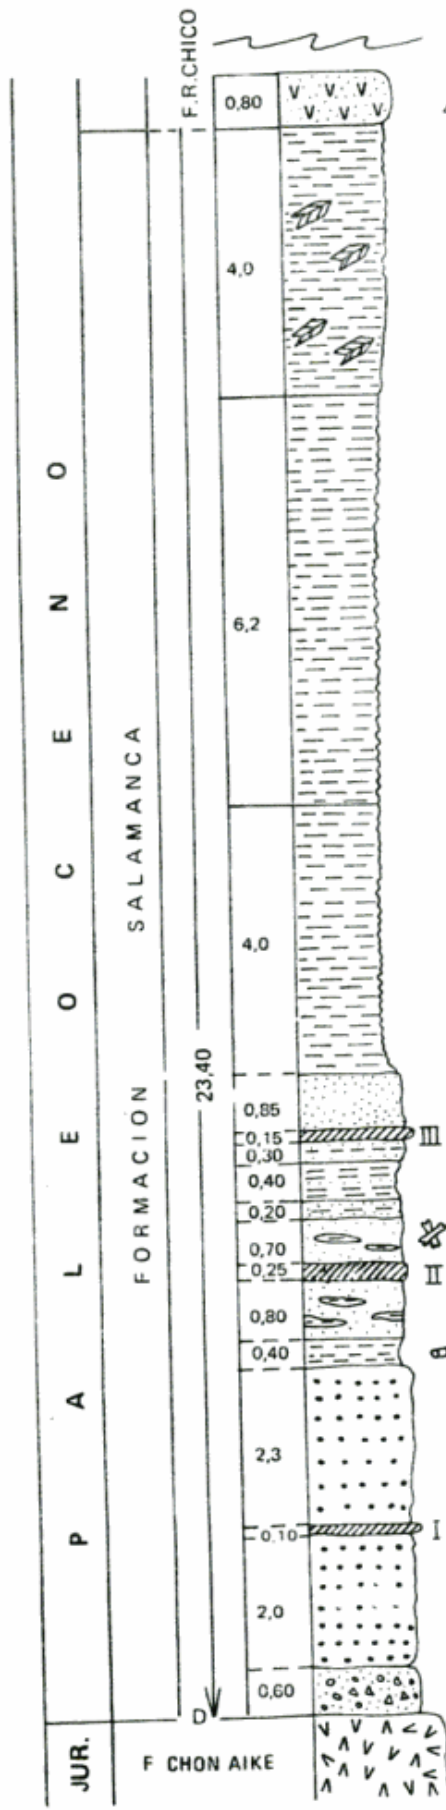 F.R.CHICO
0,80
4,0
6,2
4,0
0,85
0,15
III
0,30
0,40
0,20
0,70
0,25
II
0,80
0,40
2,3
I
0,10
2,0
0,60
D
23,40
PALEOCENO
FORMACION SALAMANCA
JUR.
F CHON AIKE